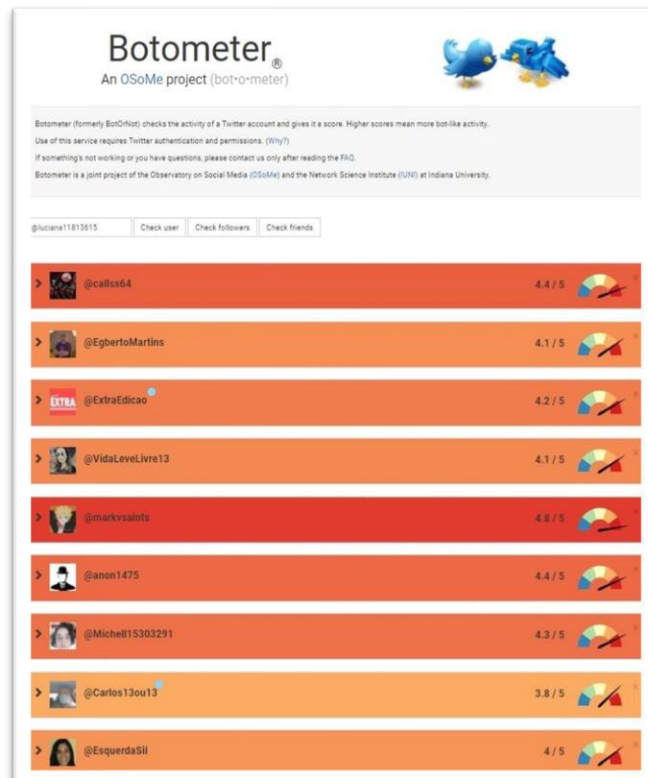 Botometer®
An OSoMe project (bot•o•meter)
Botometer (formerly BotOrNot) checks the activity of a Twitter account and gives it a score. Higher scores mean more bot-like activity.
Use of this service requires Twitter authentication and permissions. (Why?)
If something's not working or you have questions, please contact us only after reading the FAQ.
Botometer is a joint project of the Observatory on Social Media (OSoMe) and the Network Science Institute (IUNI) at Indiana University.
@luciana11813615 Check user Check followers Check friends
@callss64 4.4 / 5
@EgbertoMartins 4.1 / 5
EXTRA @ExtraEdicao 4.2 / 5
@VidaLeveLivre13 4.1 / 5
@markvsaints 4.8 / 5
@anon1475 4.4 / 5
@Michell15303291 4.3 / 5
@Carlos13ou13 3.8 / 5
@EsquerdaSil 4 / 5